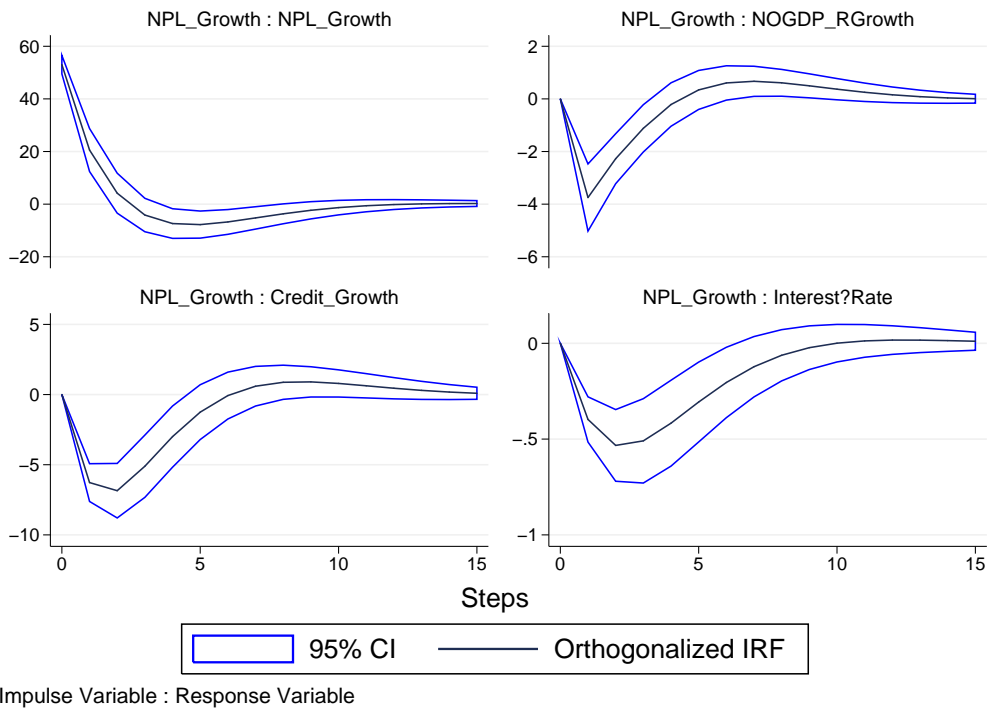 NPL_Growth : NPL_Growth
NPL_Growth : NOGDP_RGrowth
60
40
20
0
−20
2
0
−2
−4
−6
NPL_Growth : Credit_Growth
NPL_Growth : Interest?Rate
5
0
−5
−10
0
−.5
−1
0 5 10 15
0 5 10 15
Steps
95% CI Orthogonalized IRF
Impulse Variable : Response Variable